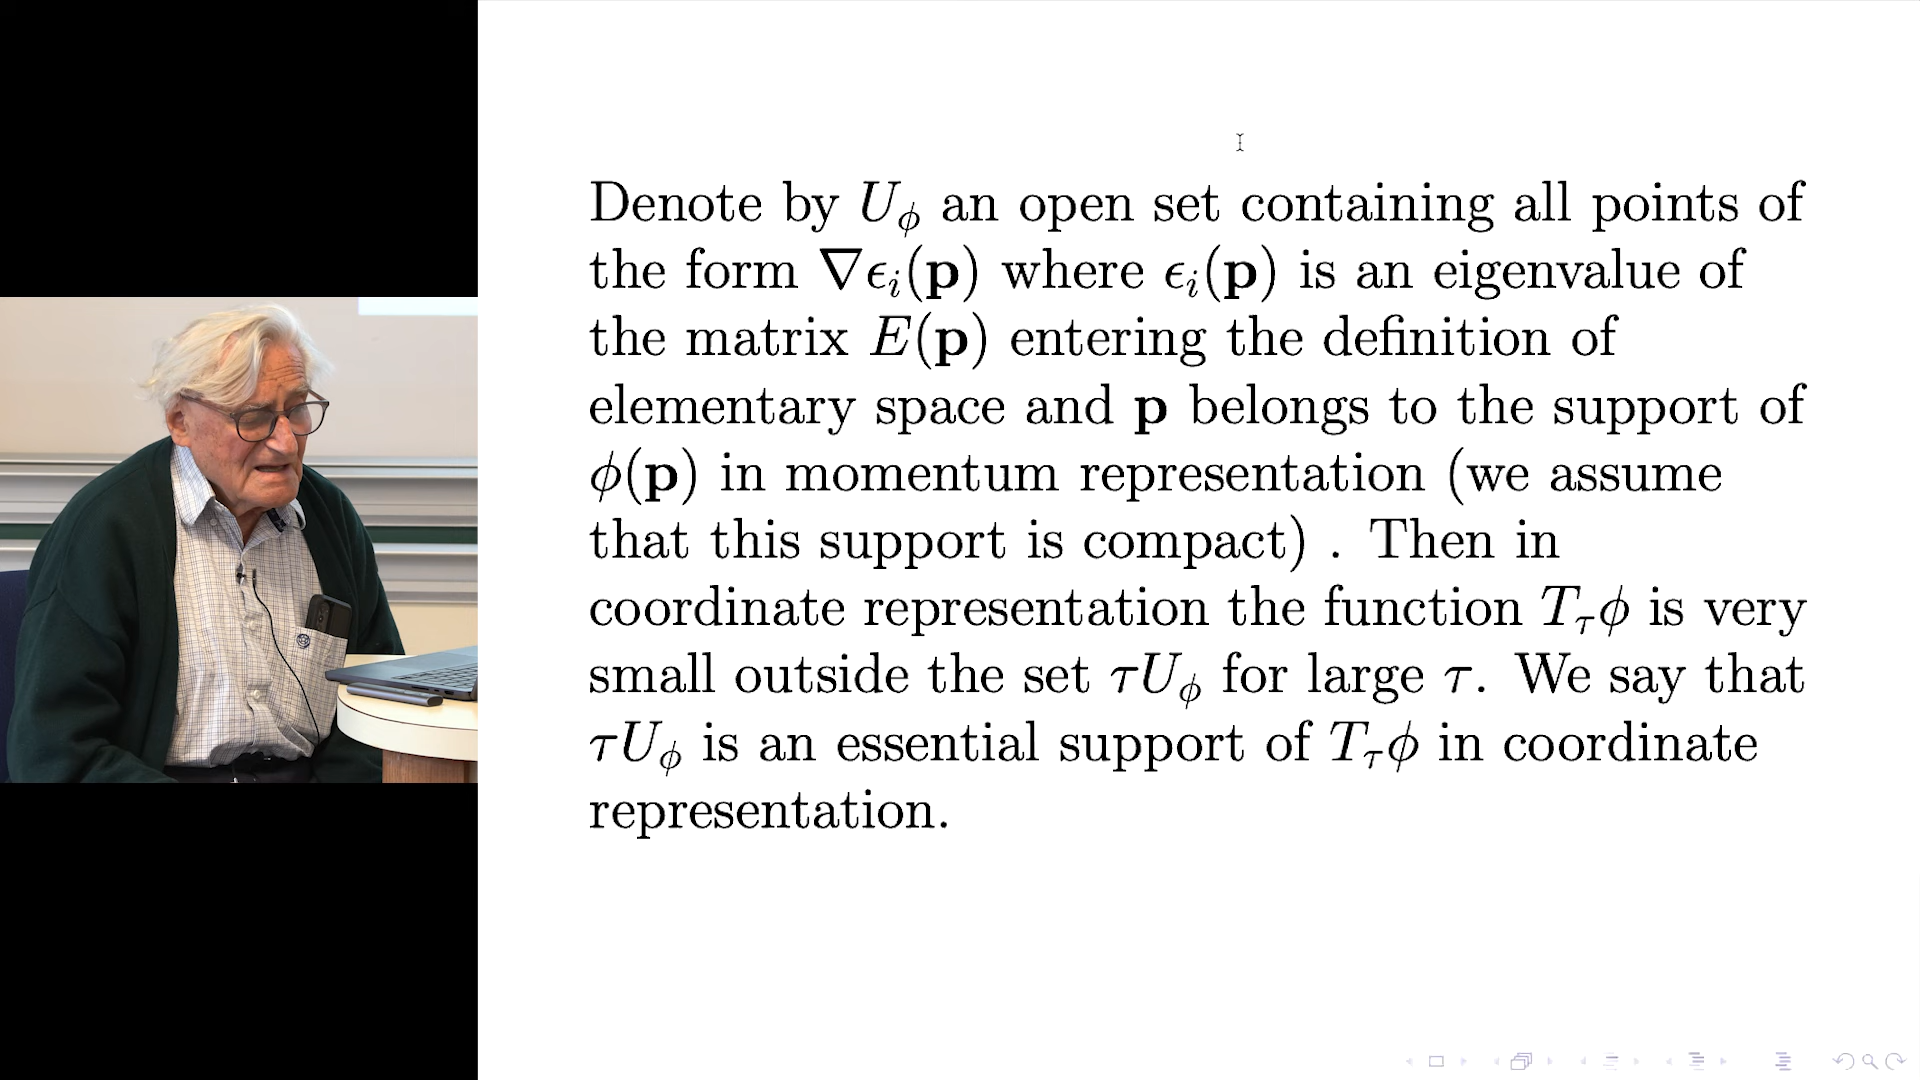 Denote by $U_\phi$ an open set containing all points of
the form $\nabla\epsilon_i(\mathbf{p})$ where $\epsilon_i(\mathbf{p})$ is an eigenvalue of
the matrix $E(\mathbf{p})$ entering the definition of
elementary space and $\mathbf{p}$ belongs to the support of
$\phi(\mathbf{p})$ in momentum representation (we assume
that this support is compact) . Then in
coordinate representation the function $T_\tau\phi$ is very
small outside the set $\tau U_\phi$ for large $\tau$. We say that
$\tau U_\phi$ is an essential support of $T_\tau\phi$ in coordinate
representation.